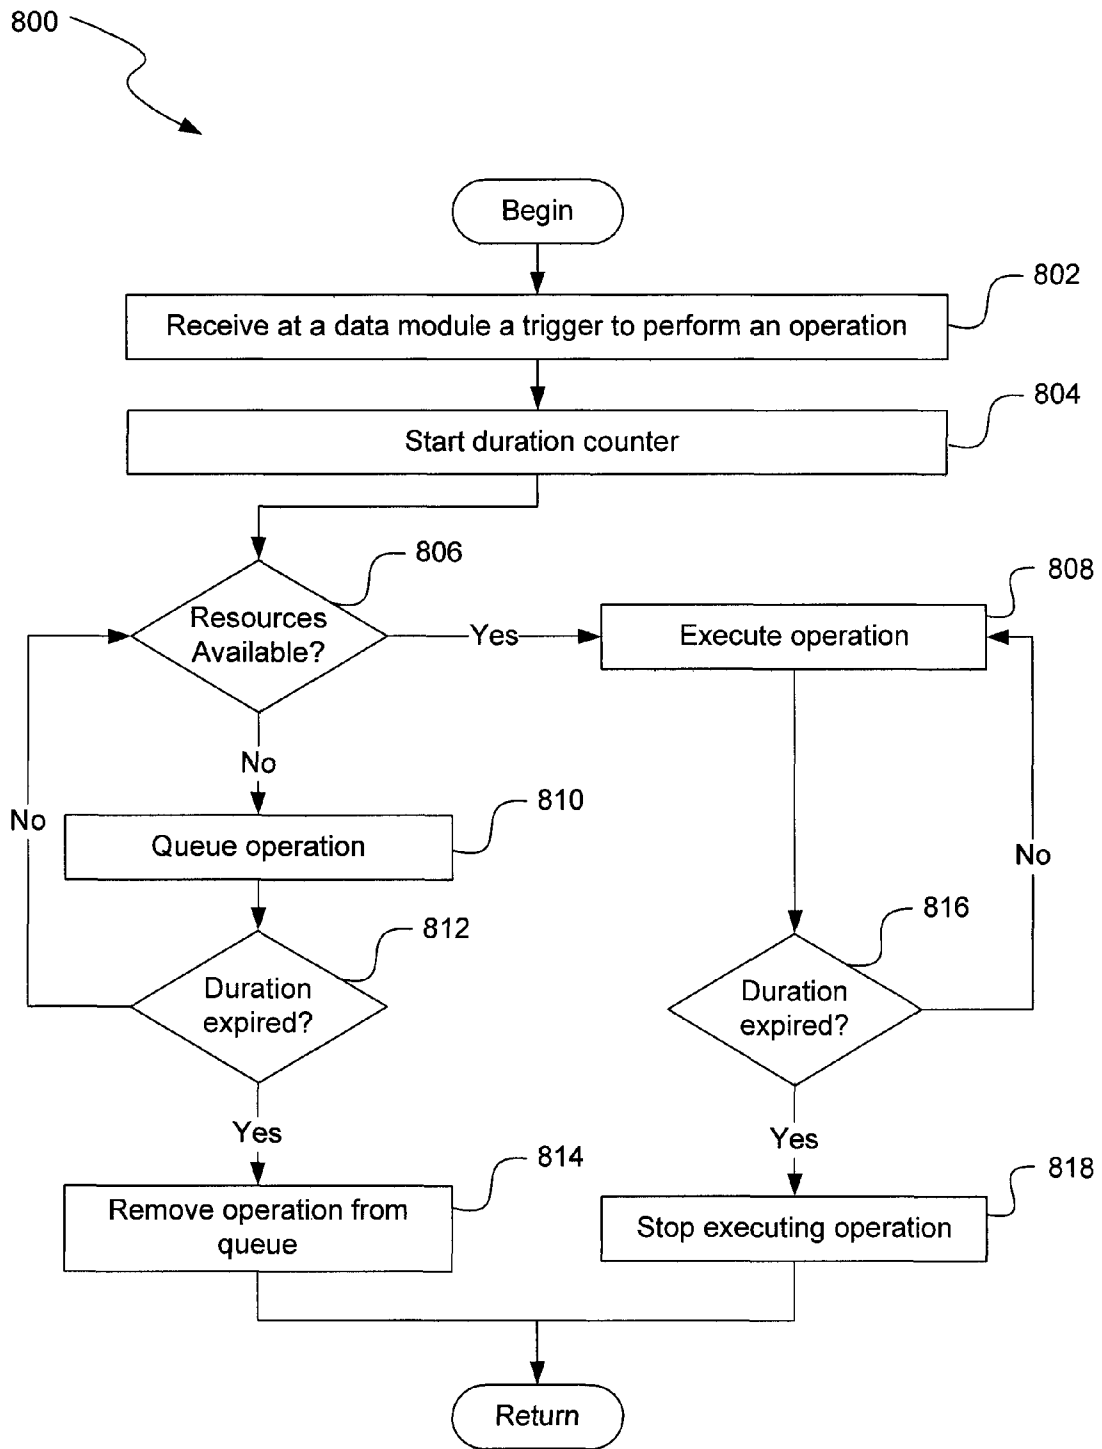 800
Begin
802
Receive at a data module a trigger to perform an operation
804
Start duration counter
806
Resources
Available?
Yes
808
Execute operation
No
810
Queue operation
No
No
812
Duration
expired?
816
Duration
expired?
Yes
Yes
814
Remove operation from
queue
818
Stop executing operation
Return